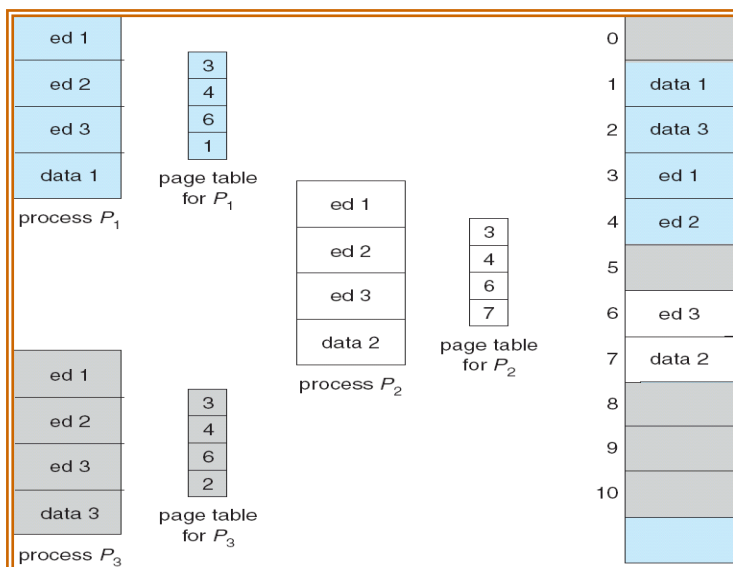 ed 1
ed 2
ed 3
data 1
process P1
3
4
6
1
page table
for P1
ed 1
ed 2
ed 3
data 2
process P2
3
4
6
7
page table
for P2
ed 1
ed 2
ed 3
data 3
process P3
3
4
6
2
page table
for P3
0
1 data 1
2 data 3
3 ed 1
4 ed 2
5
6 ed 3
7 data 2
8
9
10